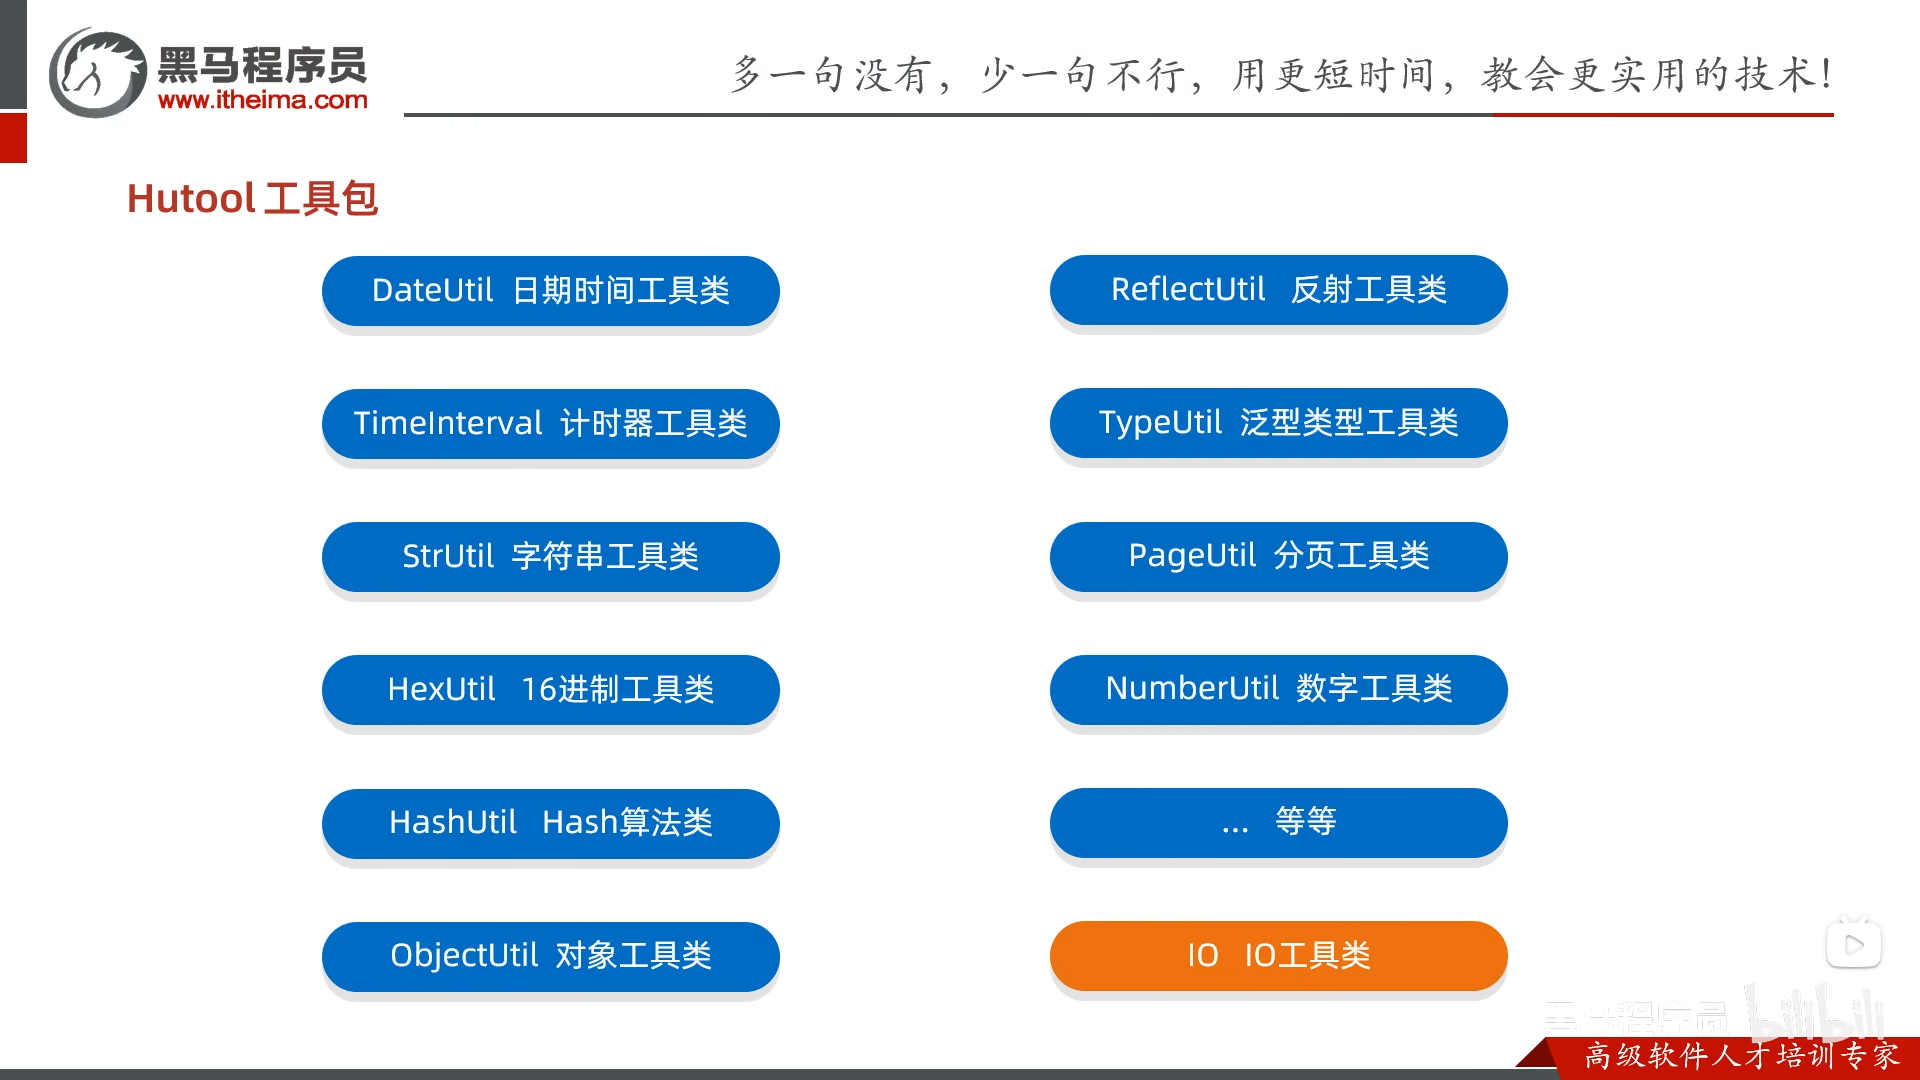 黑马程序员
www.itheima.com
多一句没有，少一句不行，用更短时间，教会更实用的技术！
Hutool 工具包
DateUtil 日期时间工具类
ReflectUtil 反射工具类
TimeInterval 计时器工具类
TypeUtil 泛型类型工具类
StrUtil 字符串工具类
PageUtil 分页工具类
HexUtil 16进制工具类
NumberUtil 数字工具类
HashUtil Hash算法类
... 等等
ObjectUtil 对象工具类
IO IO工具类
黑马程序员 bilibili
高级软件人才培训专家